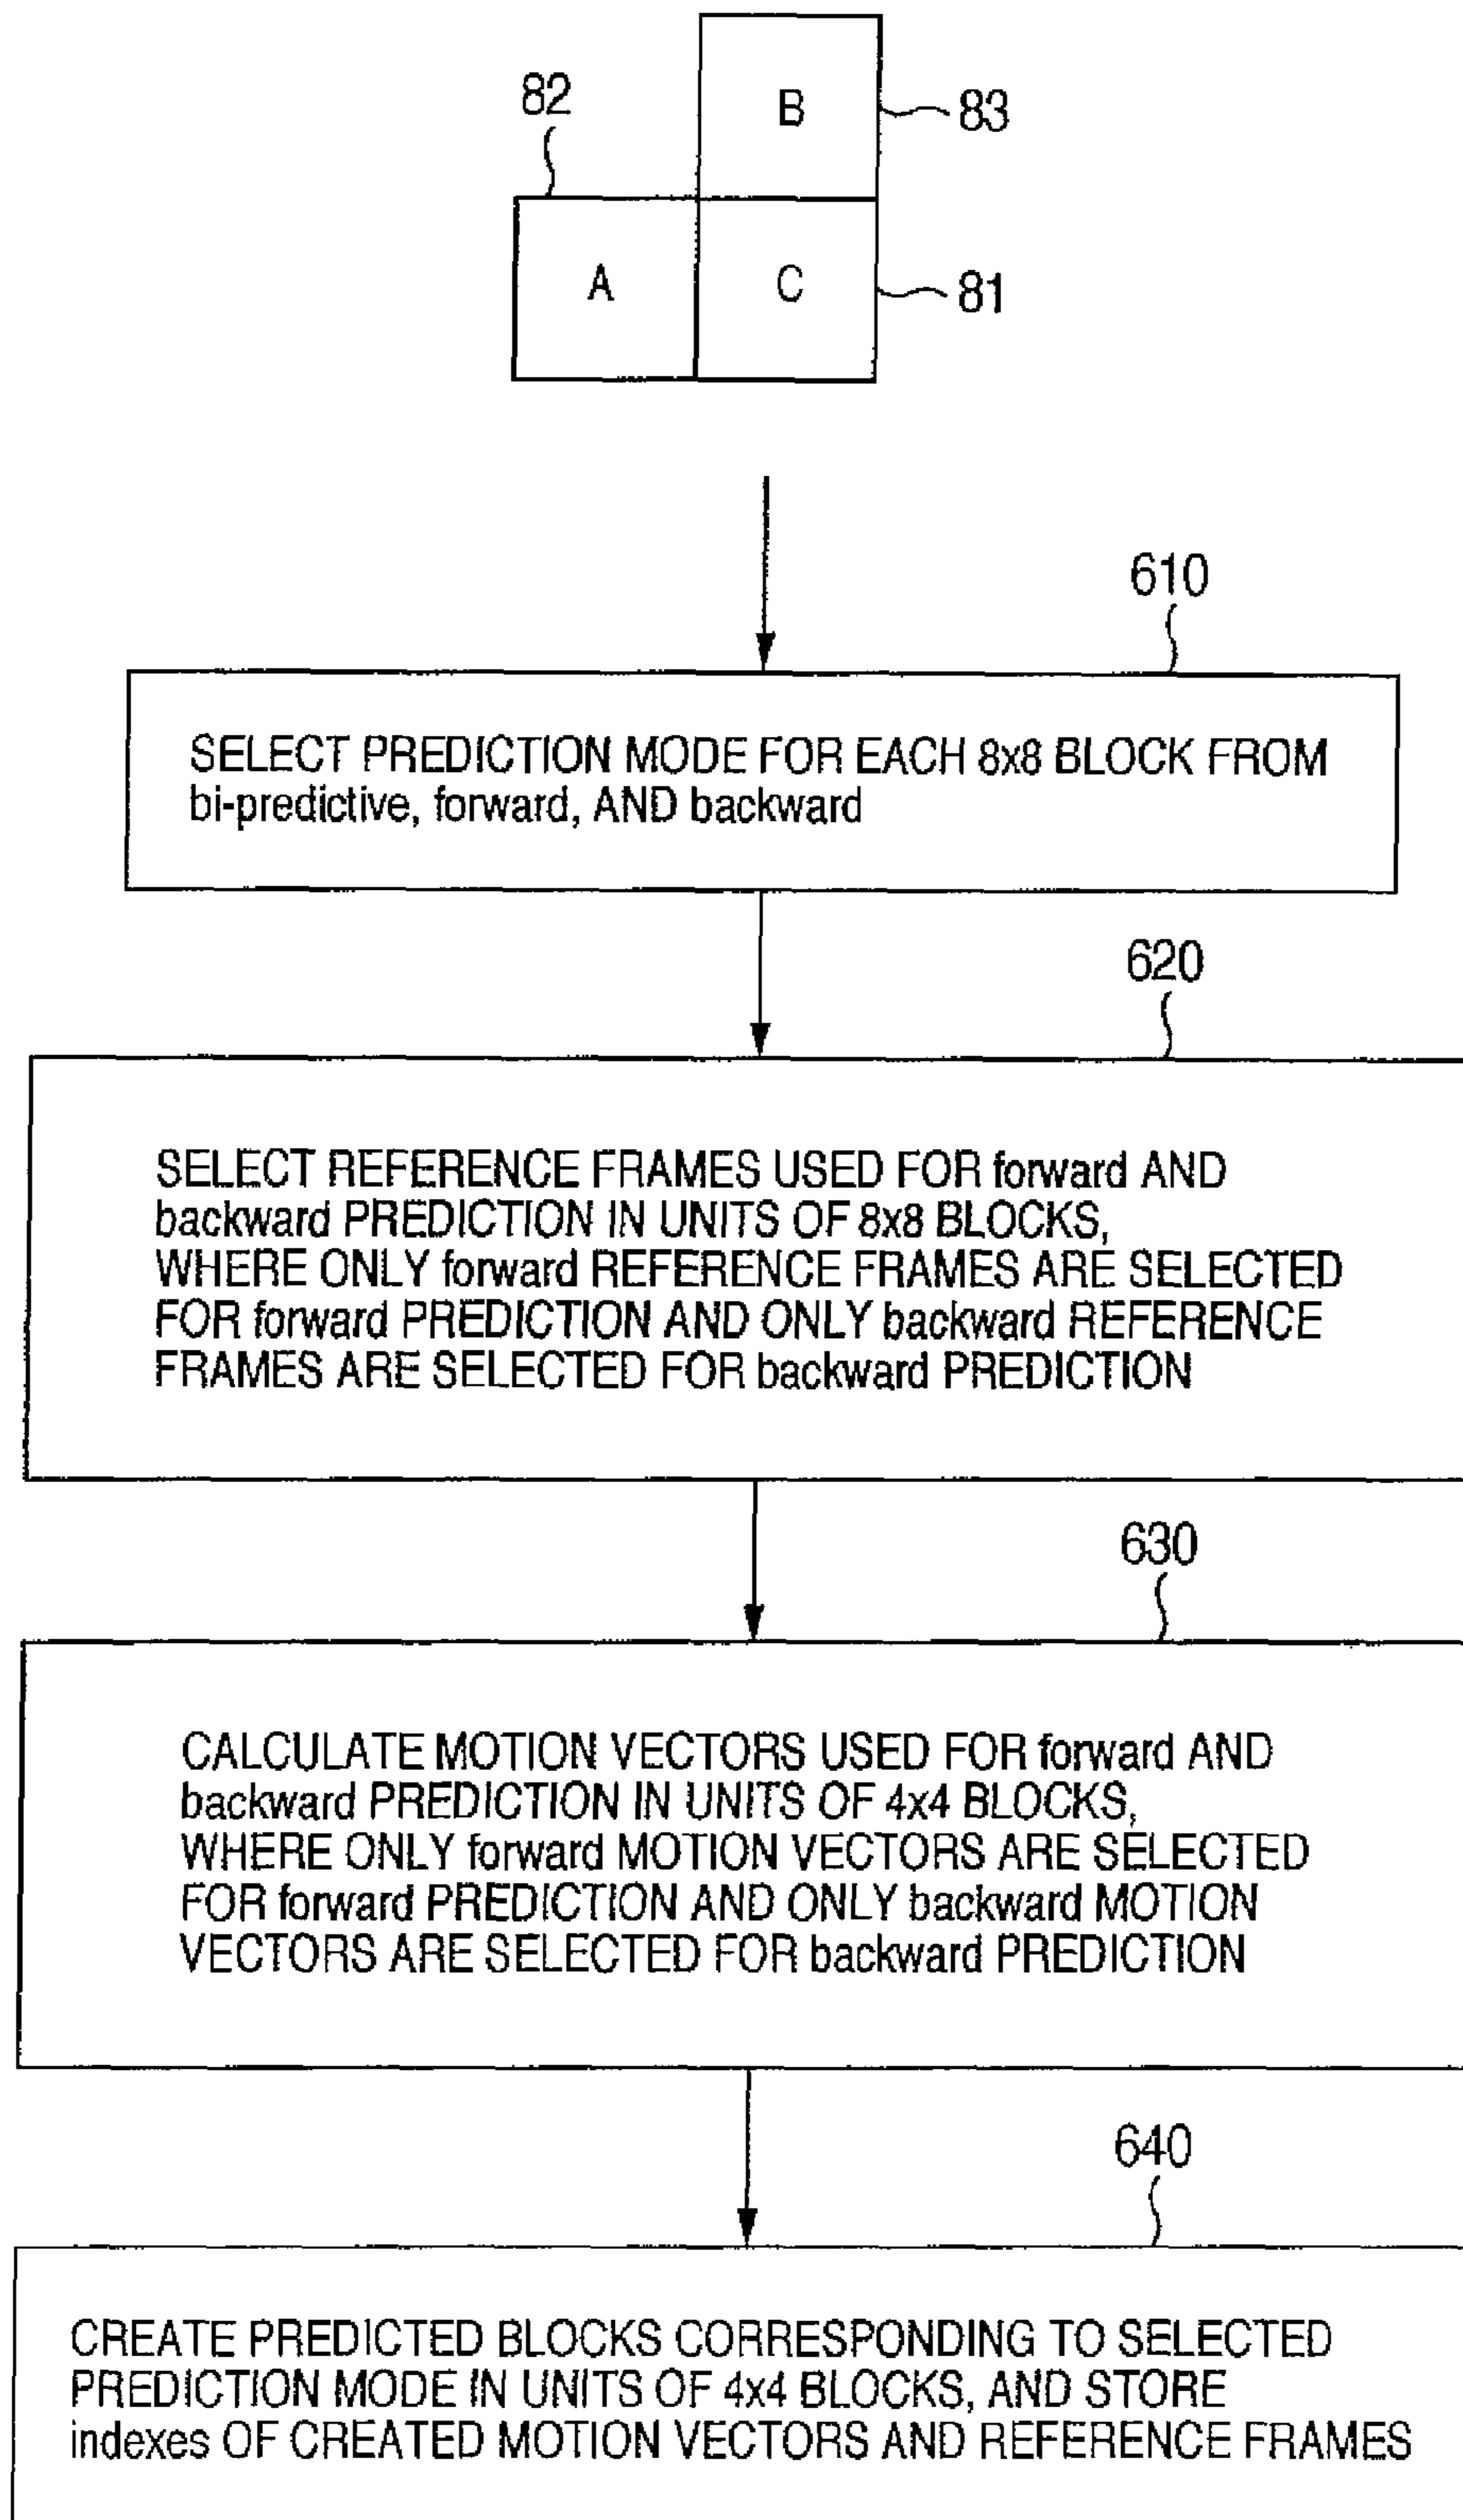 B
83
82
A
C
81
610
SELECT PREDICTION MODE FOR EACH 8x8 BLOCK FROM
bi-predictive, forward, AND backward
620
SELECT REFERENCE FRAMES USED FOR forward AND
backward PREDICTION IN UNITS OF 8x8 BLOCKS,
WHERE ONLY forward REFERENCE FRAMES ARE SELECTED
FOR forward PREDICTION AND ONLY backward REFERENCE
FRAMES ARE SELECTED FOR backward PREDICTION
630
CALCULATE MOTION VECTORS USED FOR forward AND
backward PREDICTION IN UNITS OF 4x4 BLOCKS,
WHERE ONLY forward MOTION VECTORS ARE SELECTED
FOR forward PREDICTION AND ONLY backward MOTION
VECTORS ARE SELECTED FOR backward PREDICTION
640
CREATE PREDICTED BLOCKS CORRESPONDING TO SELECTED
PREDICTION MODE IN UNITS OF 4x4 BLOCKS, AND STORE
indexes OF CREATED MOTION VECTORS AND REFERENCE FRAMES